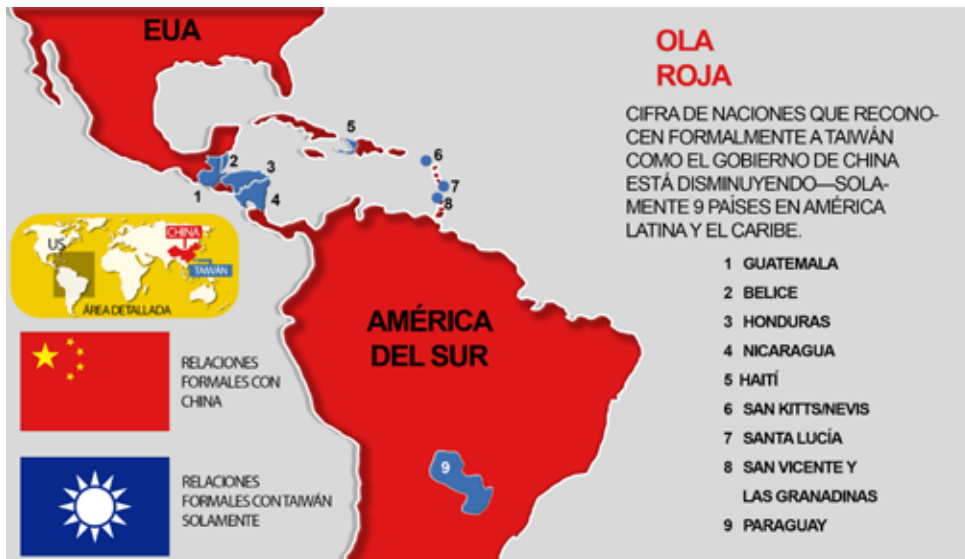 EUA
OLA
ROJA
CIFRA DE NACIONES QUE RECONO-
CEN FORMALMENTE A TAIWÁN
COMO EL GOBIERNO DE CHINA
ESTÁ DISMINUYENDO—SOLA-
MENTE 9 PAÍSES EN AMÉRICA
LATINA Y EL CARIBE.
1 GUATEMALA
2 BELICE
3 HONDURAS
4 NICARAGUA
5 HAITÍ
6 SAN KITTS/NEVIS
7 SANTA LUCÍA
8 SAN VICENTE Y
LAS GRANADINAS
9 PARAGUAY
5
2
6
3
7
1
4
8
US
CHINA
TAIWÁN
ÁREA DETALLADA
AMÉRICA
DEL SUR
9
RELACIONES
FORMALES CON
CHINA
RELACIONES
FORMALES CON TAIWÁN
SOLAMENTE